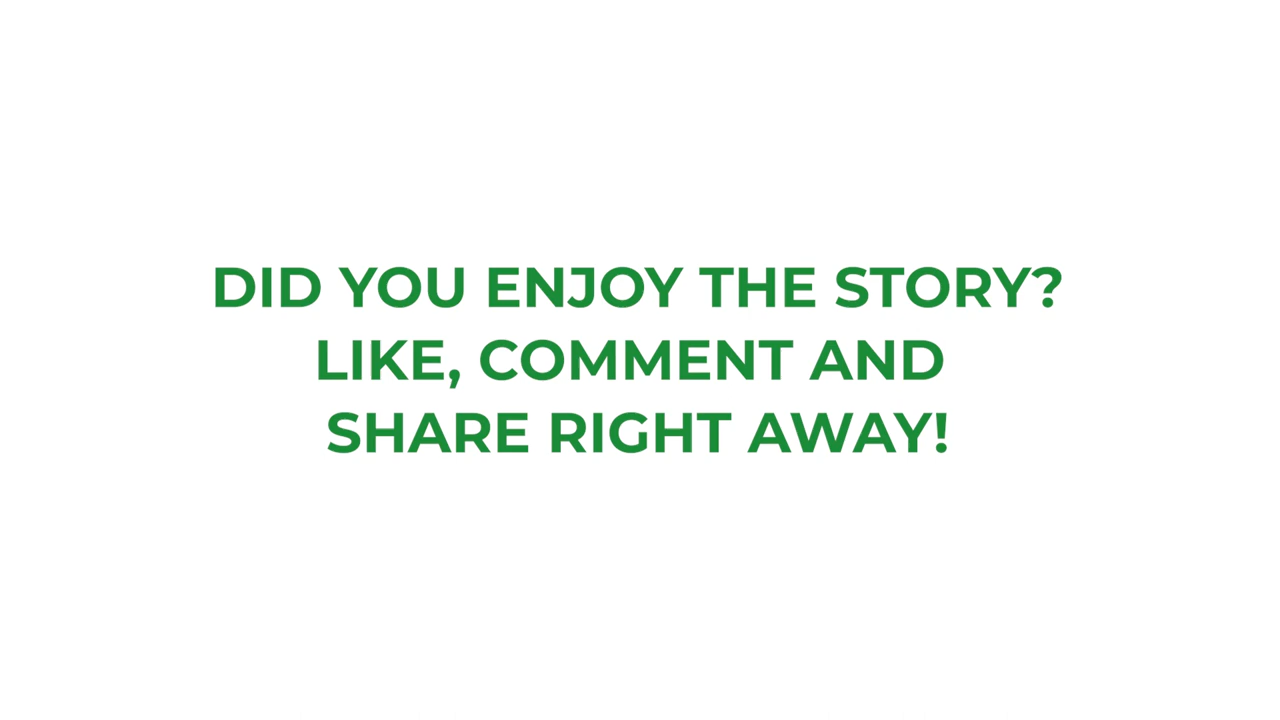 DID YOU ENJOY THE STORY?
LIKE, COMMENT AND
SHARE RIGHT AWAY!